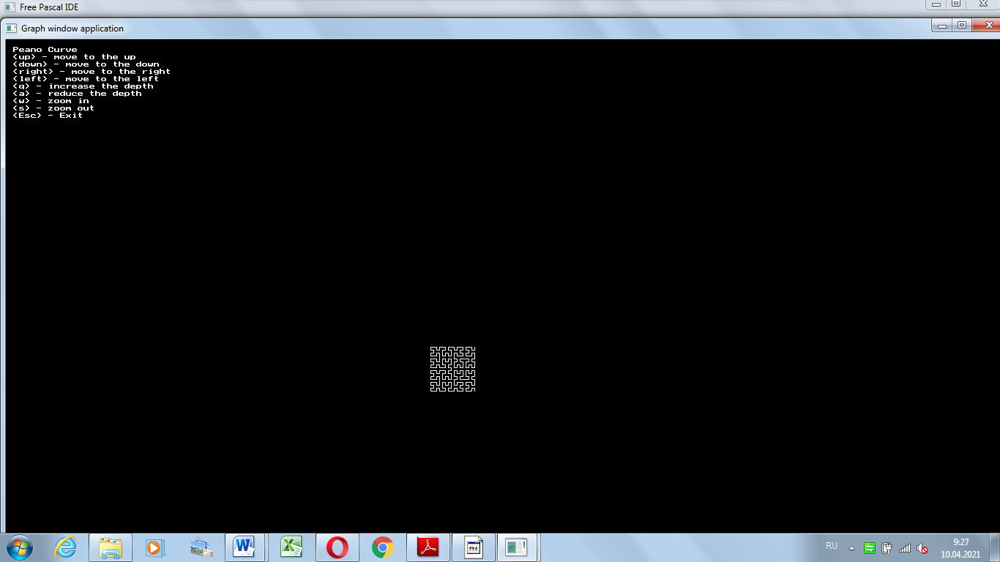 Free Pascal IDE
Graph window application
Peano Curve
<up> - move to the up
<down> - move to the down
<right> - move to the right
<left> - move to the left
<q> - increase the depth
<a> - reduce the depth
<w> - zoom in
<s> - zoom out
<Esc> - Exit
RU
9:27
10.04.2021